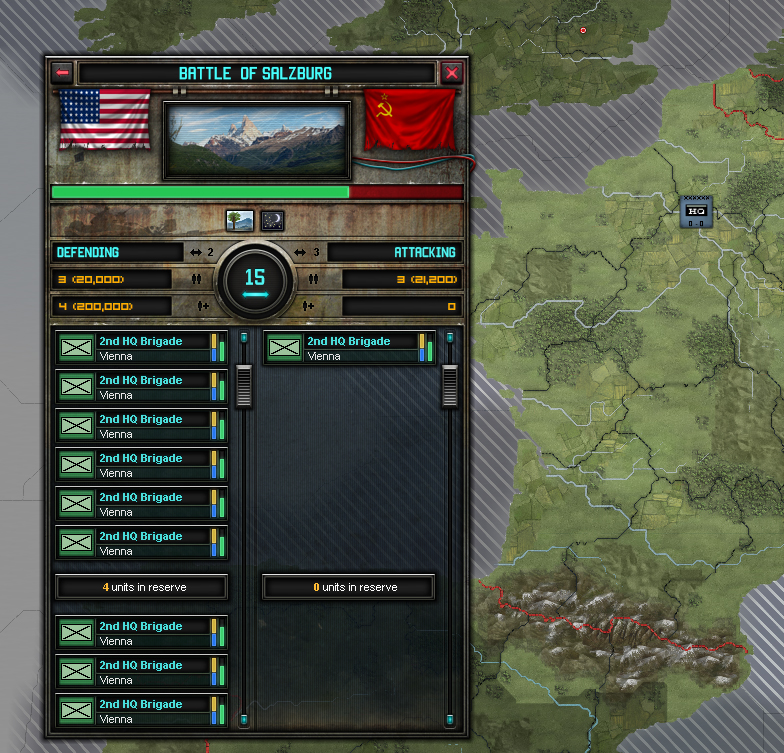 BATTLE OF SALZBURG
DEFENDING
2
3
ATTACKING
3 (20,000)
15
3 (21,200)
4 (200,000)
0
2nd HQ Brigade
Vienna
2nd HQ Brigade
Vienna
2nd HQ Brigade
Vienna
2nd HQ Brigade
Vienna
2nd HQ Brigade
Vienna
2nd HQ Brigade
Vienna
2nd HQ Brigade
Vienna
4 units in reserve
0 units in reserve
2nd HQ Brigade
Vienna
2nd HQ Brigade
Vienna
2nd HQ Brigade
Vienna
XXXXXX
HQ
0 - 0